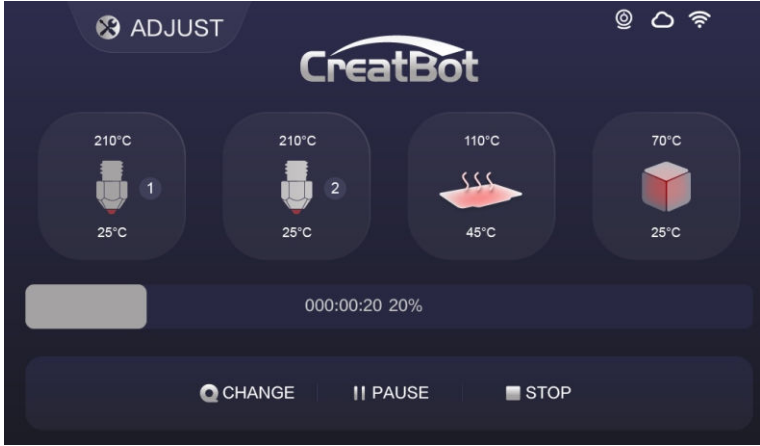 ADJUST
CreatBot
210°C 210°C 110°C 70°C
1 2
25°C 25°C 45°C 25°C
000:00:20 20%
CHANGE PAUSE STOP